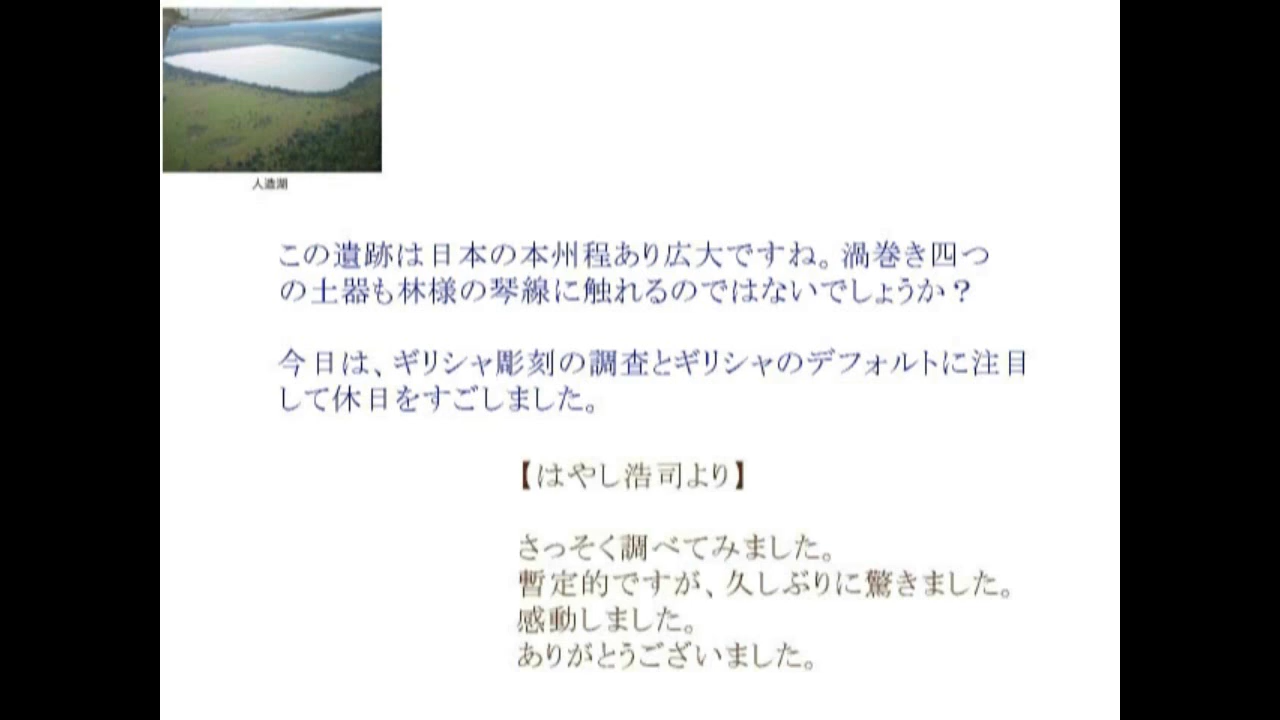 人造湖
この遺跡は日本の本州程あり広大ですね。渦巻き四つ
の土器も林様の琴線に触れるのではないでしょうか？
今日は、ギリシャ彫刻の調査とギリシャのデフォルトに注目
して休日をすごしました。
【はやし浩司より】
さっそく調べてみました。
暫定的ですが、久しぶりに驚きました。
感動しました。
ありがとうございました。